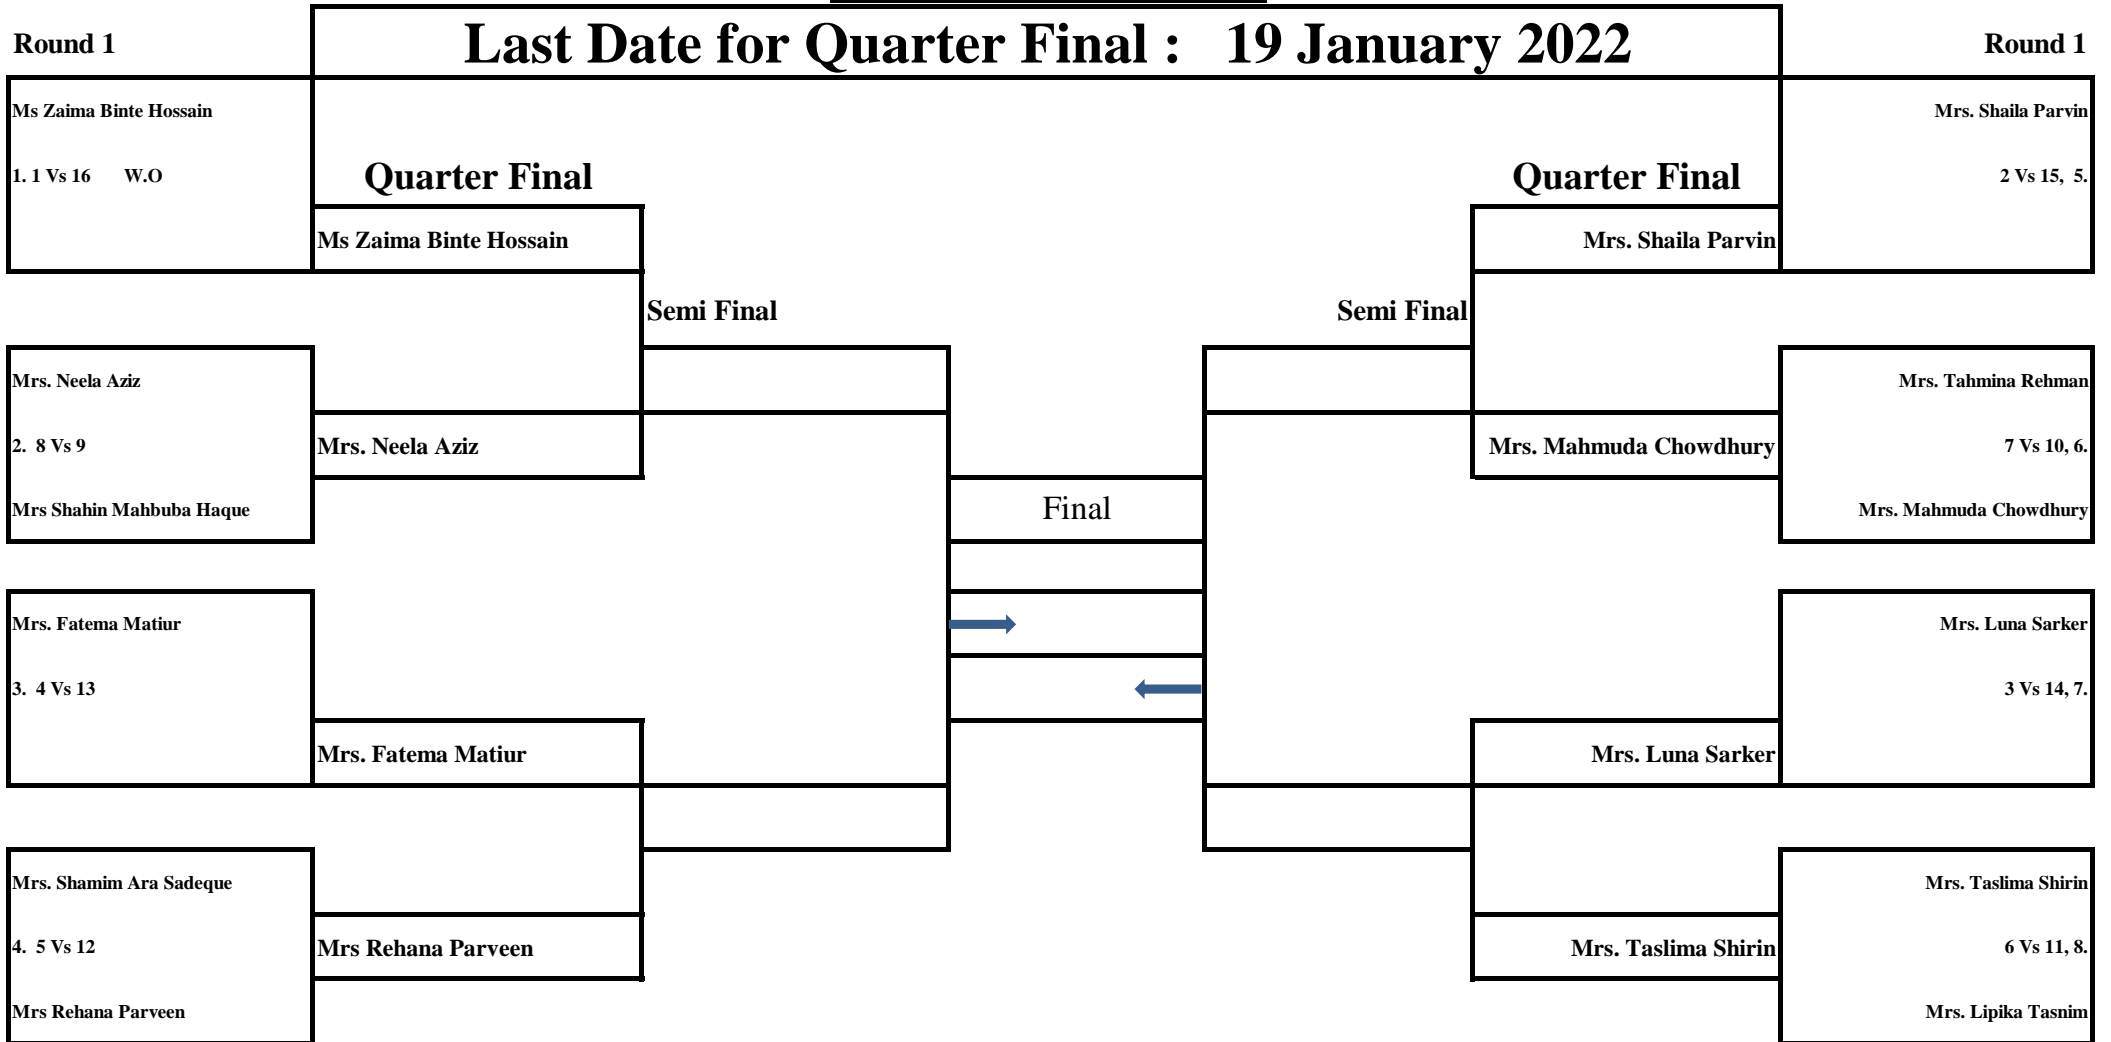 Last Date for Quarter Final :   19 January 2022
Round 1
Round 1
Ms Zaima Binte Hossain
Mrs. Shaila Parvin
1. 1 Vs 16      W.O
Quarter Final
Quarter Final
2 Vs 15,  5.
Ms Zaima Binte Hossain
Mrs. Shaila Parvin
Semi Final
Semi Final
Mrs. Neela Aziz
Mrs. Tahmina Rehman
2.  8 Vs 9
Mrs. Neela Aziz
Mrs. Mahmuda Chowdhury
7 Vs 10, 6.
Mrs Shahin Mahbuba Haque
Final
Mrs. Mahmuda Chowdhury
Mrs. Fatema Matiur
Mrs. Luna Sarker
3.  4 Vs 13
3 Vs 14, 7.
Mrs. Fatema Matiur
Mrs. Luna Sarker
Mrs. Shamim Ara Sadeque
Mrs. Taslima Shirin
4.  5 Vs 12
Mrs Rehana Parveen
Mrs. Taslima Shirin
6 Vs 11, 8.
Mrs Rehana Parveen
Mrs. Lipika Tasnim